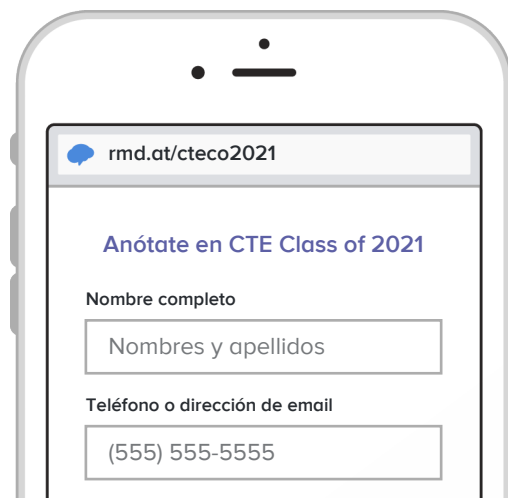 rmd.at/cteco2021
Anótate en CTE Class of 2021
Nombre completo
Nombres y apellidos
Teléfono o dirección de email
(555) 555-5555